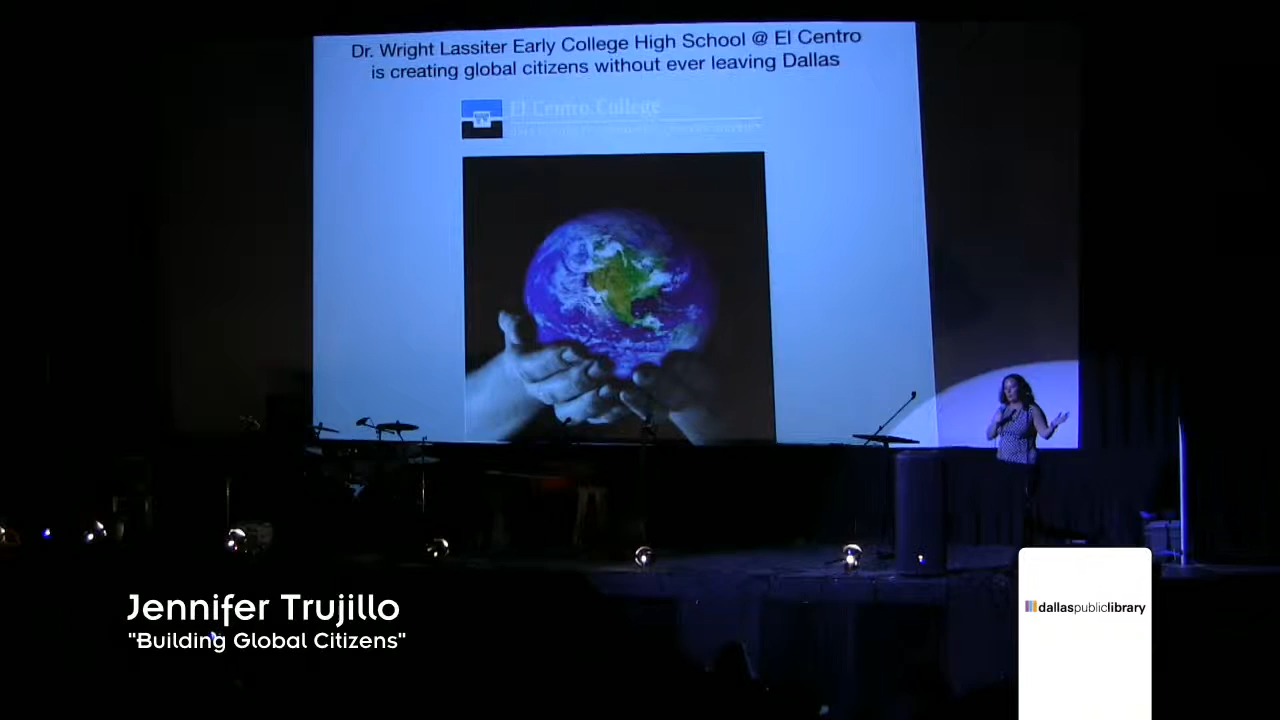 Dr. Wright Lassiter Early College High School @ El Centro
is creating global citizens without ever leaving Dallas
El Centro College
Jennifer Trujillo
"Building Global Citizens"
dallaspubliclibrary